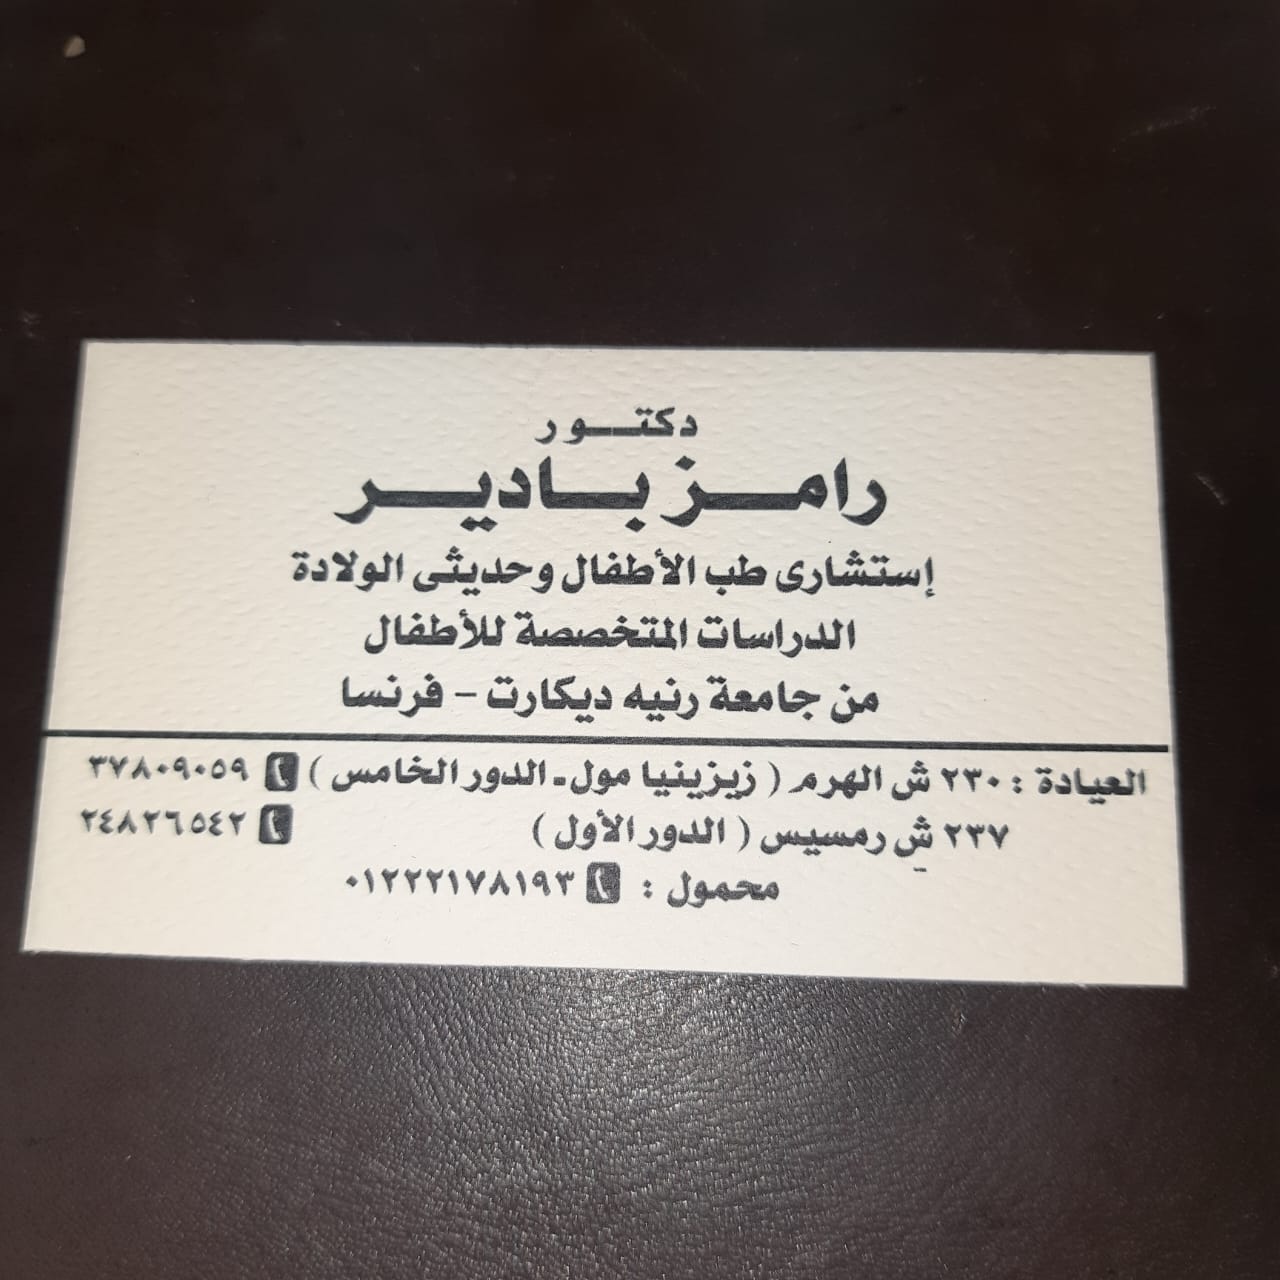 دكتور
رامز بادير
إستشارى طب الأطفال وحديثى الولادة
الدراسات المتخصصة للأطفال
من جامعة رنيه ديكارت - فرنسا
العيادة : ٢٣٠ ش الهرم ( زيزينيا مول - الدور الخامس ) ٣٧٨٠٩٠٥٩
٢٣٧ ش رمسيس ( الدور الأول ) ٢٤٨٢٦٥٤٢
محمول : ٠١٢٢٢١٧٨١٩٣